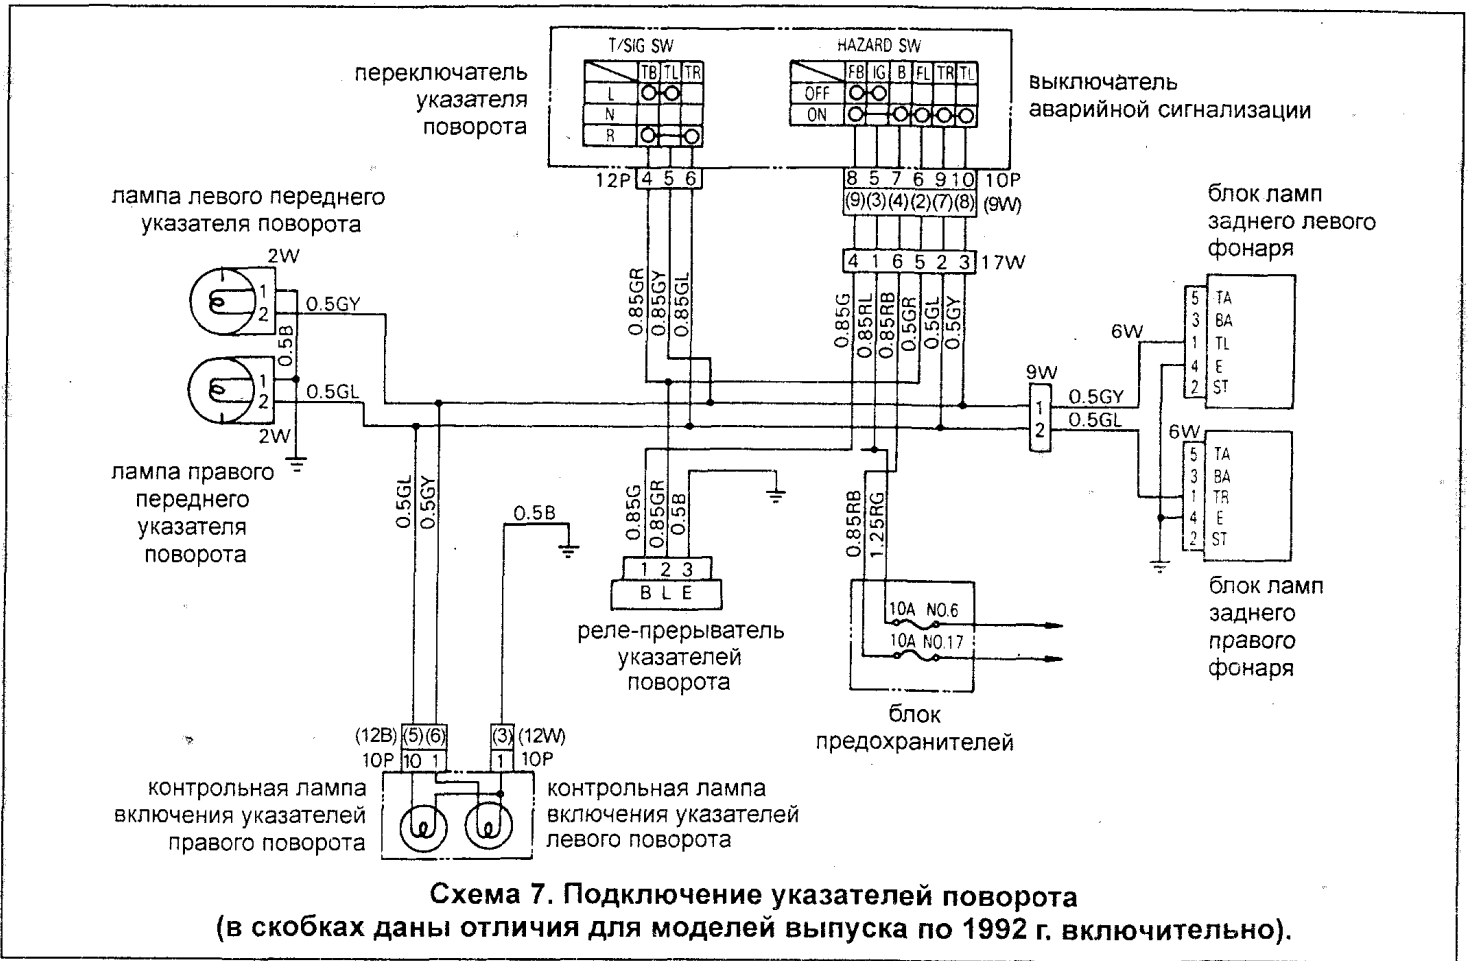 T/SIG SW
HAZARD SW
переключатель
указателя
поворота
TB TL TR
L
N
R
FB IG B FL TR TL
OFF
ON
выключатель
аварийной сигнализации
12P 4 5 6
8 5 7 6 9 10 10P
(9)(3)(4)(2)(7)(8) (9W)
4 1 6 5 2 3 17W
0.85GR
0.85GY
0.85GL
0.85G
0.85RL
0.85RB
0.5GR
0.5GL
0.5GY
лампа левого переднего
указателя поворота
2W
1
2
0.5GY
0.5B
1
2
0.5GL
2W
лампа правого
переднего
указателя
поворота
блок ламп
заднего левого
фонаря
5 TA
3 BA
1 TL
4 E
2 ST
6W
9W
1
2
0.5GY
0.5GL
6W
5 TA
3 BA
1 TR
4 E
2 ST
блок ламп
заднего
правого
фонаря
0.5GL
0.5GY
0.5B
0.85G
0.85GR
0.5B
1 2 3
B L E
реле-прерыватель
указателей
поворота
0.85RB
1.25RG
10A NO.6
10A NO.17
блок
предохранителей
(12B) (5)(6)
10P 10 1
(3) (12W)
1 10P
контрольная лампа
включения указателей
правого поворота
контрольная лампа
включения указателей
левого поворота
Схема 7. Подключение указателей поворота
(в скобках даны отличия для моделей выпуска по 1992 г. включительно).